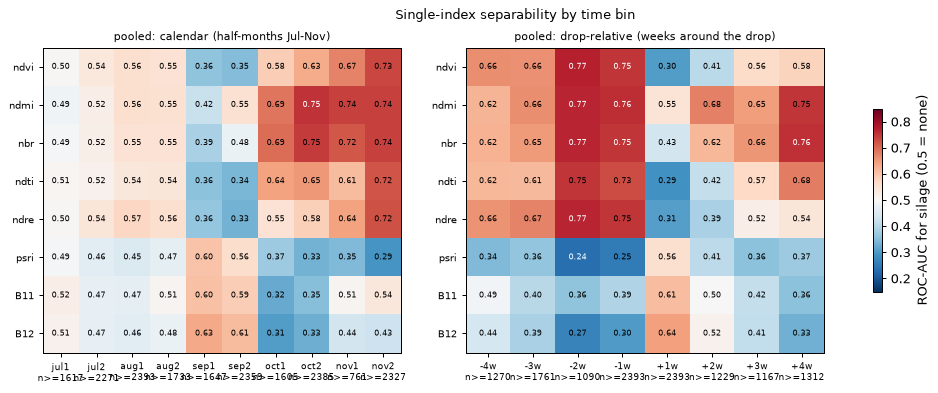 Single-index separability by time bin
pooled: calendar (half-months Jul-Nov)
ndvi 0.50 0.54 0.56 0.55 0.36 0.35 0.58 0.63 0.67 0.73
ndmi 0.49 0.52 0.56 0.55 0.42 0.55 0.69 0.75 0.74 0.74
nbr 0.49 0.52 0.55 0.55 0.39 0.48 0.69 0.75 0.72 0.74
ndti 0.51 0.52 0.54 0.54 0.36 0.34 0.64 0.65 0.61 0.72
ndre 0.50 0.54 0.57 0.56 0.36 0.33 0.55 0.58 0.64 0.72
psri 0.49 0.46 0.45 0.47 0.60 0.56 0.37 0.33 0.35 0.29
B11 0.52 0.47 0.47 0.51 0.60 0.59 0.32 0.35 0.51 0.54
B12 0.51 0.47 0.46 0.48 0.63 0.61 0.31 0.33 0.44 0.43
jul1 jul2 aug1 aug2 sep1 sep2 oct1 oct2 nov1 nov2
n>=761 n>=2327
pooled: drop-relative (weeks around the drop)
ndvi 0.66 0.66 0.77 0.75 0.30 0.41 0.56 0.58
ndmi 0.62 0.66 0.77 0.76 0.55 0.68 0.65 0.75
nbr 0.62 0.65 0.77 0.75 0.43 0.62 0.66 0.76
ndti 0.62 0.61 0.75 0.73 0.29 0.42 0.57 0.68
ndre 0.66 0.67 0.77 0.75 0.31 0.39 0.52 0.54
psri 0.34 0.36 0.24 0.25 0.56 0.41 0.36 0.37
B11 0.49 0.40 0.36 0.39 0.61 0.50 0.42 0.36
B12 0.44 0.39 0.27 0.30 0.64 0.52 0.41 0.33
-4w -3w -2w -1w +1w +2w +3w +4w
n>=1270 n>=1761 n>=1090 n>=2393 n>=2393 n>=1229 n>=1167 n>=1312
0.8
0.7
0.6
0.5
0.4
0.3
0.2
ROC-AUC for silage (0.5 = none)